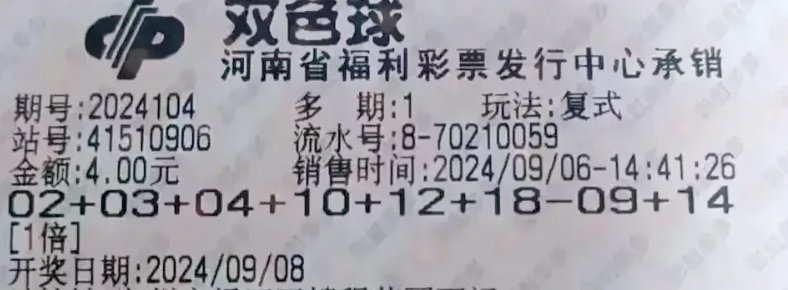 双色球
河南省福利彩票发行中心承销
期号:2024104 多 期:1 玩法:复式
站号:41510906 流水号:8-70210059
金额:4.00元 销售时间:2024/09/06-14:41:26
02+03+04+10+12+18-09+14
[1倍]
开奖日期:2024/09/08